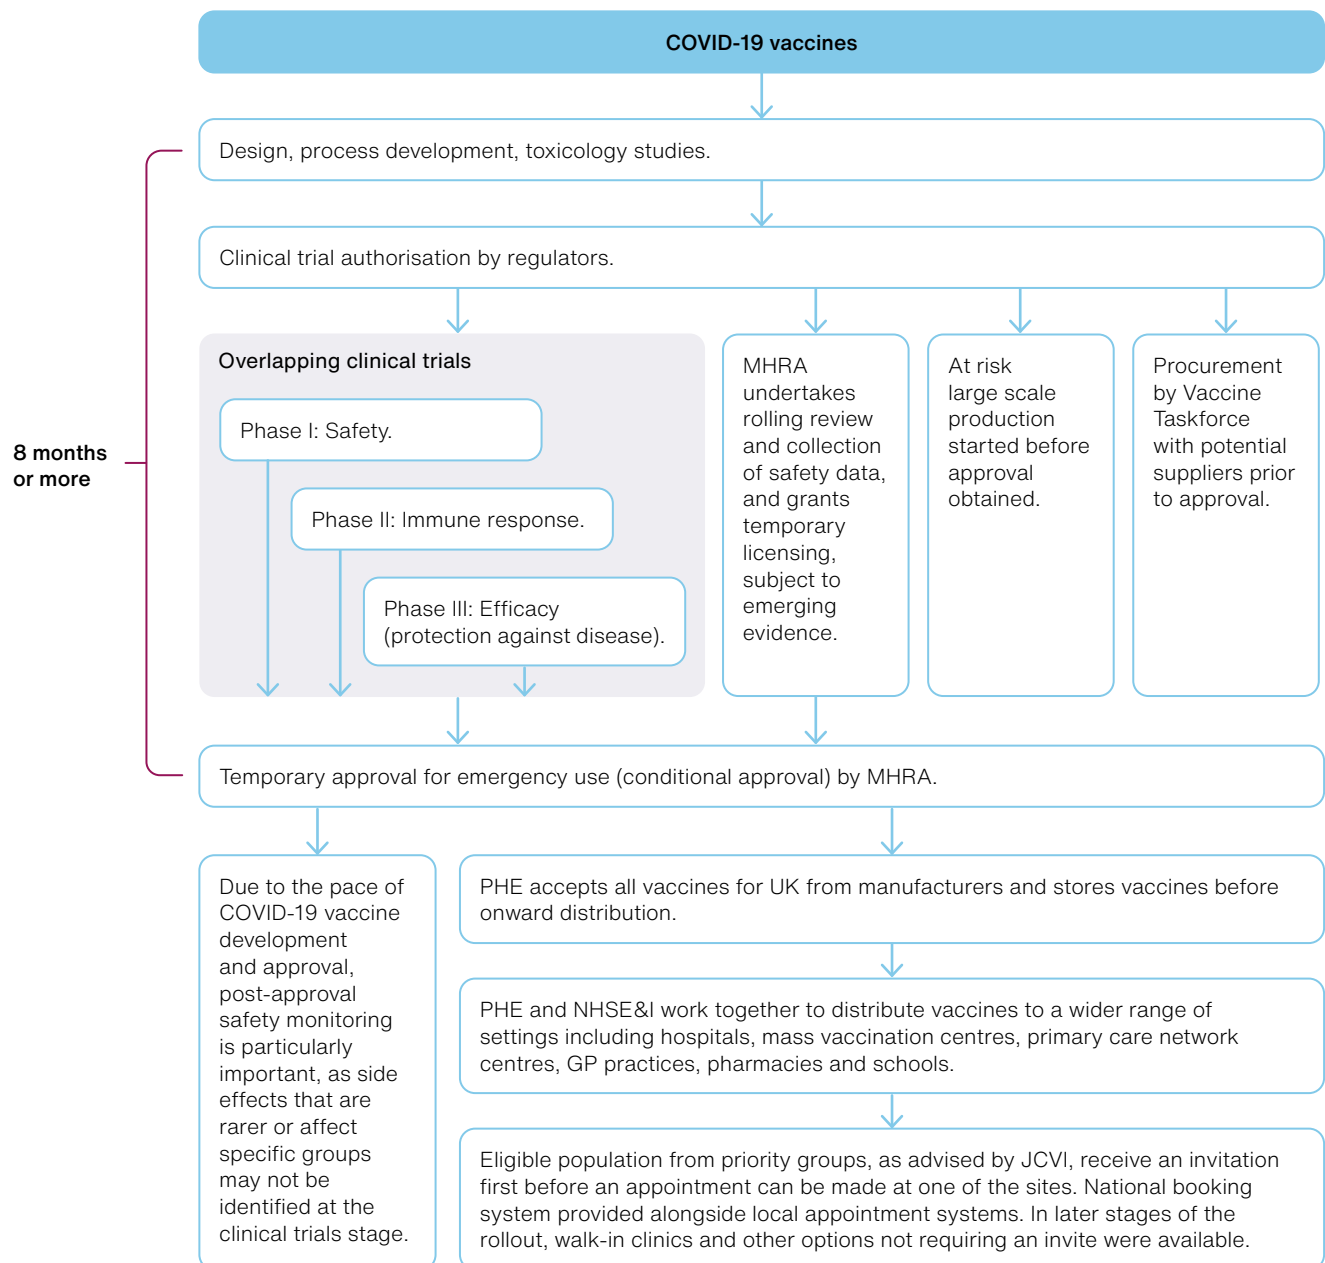 COVID-19 vaccines
Design, process development, toxicology studies.
Clinical trial authorisation by regulators.
8 months
or more
Overlapping clinical trials
Phase I: Safety.
Phase II: Immune response.
Phase III: Efficacy
(protection against disease).
MHRA
undertakes
rolling review
and collection
of safety data,
and grants
temporary
licensing,
subject to
emerging
evidence.
At risk
large scale
production
started before
approval
obtained.
Procurement
by Vaccine
Taskforce
with potential
suppliers prior
to approval.
Temporary approval for emergency use (conditional approval) by MHRA.
Due to the pace of
COVID-19 vaccine
development
and approval,
post-approval
safety monitoring
is particularly
important, as side
effects that are
rarer or affect
specific groups
may not be
identified at the
clinical trials stage.
PHE accepts all vaccines for UK from manufacturers and stores vaccines before
onward distribution.
PHE and NHSE&I work together to distribute vaccines to a wider range of
settings including hospitals, mass vaccination centres, primary care network
centres, GP practices, pharmacies and schools.
Eligible population from priority groups, as advised by JCVI, receive an invitation
first before an appointment can be made at one of the sites. National booking
system provided alongside local appointment systems. In later stages of the
rollout, walk-in clinics and other options not requiring an invite were available.